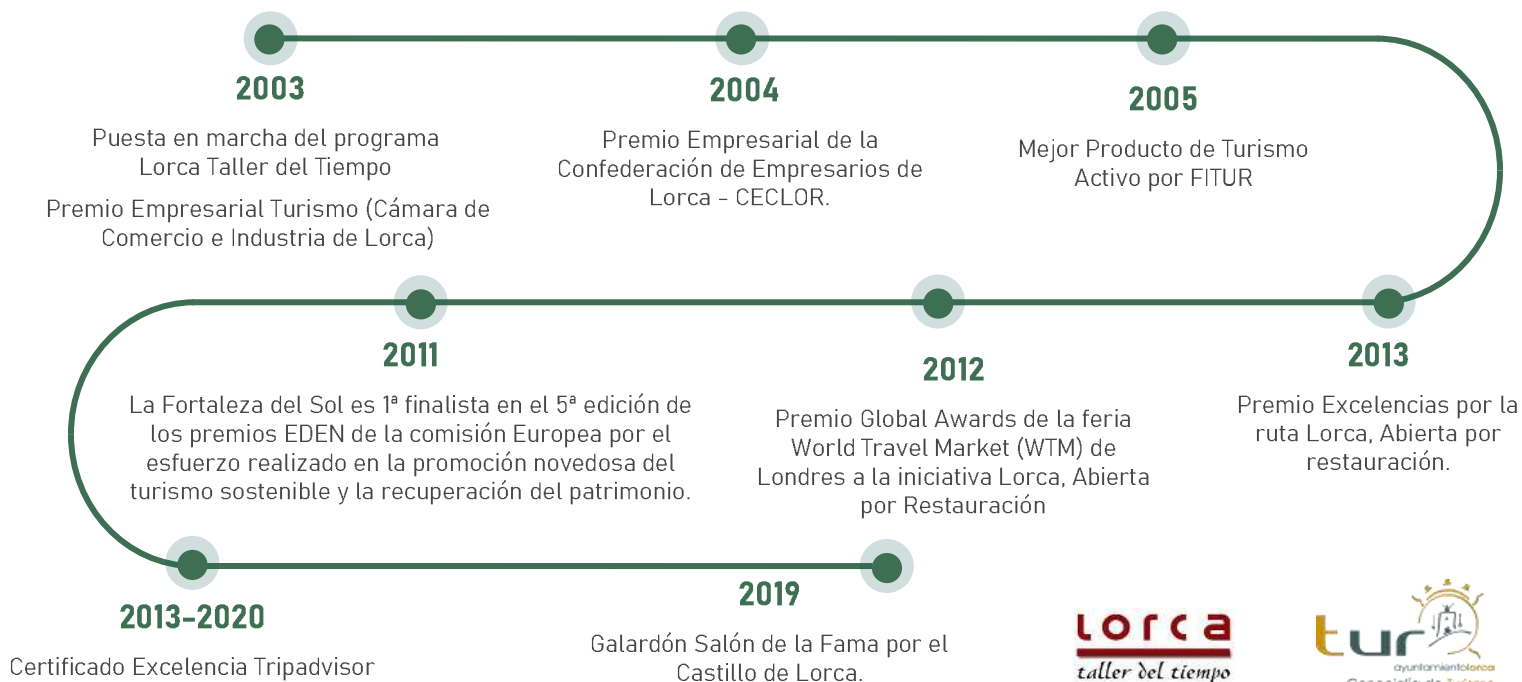 2003
Puesta en marcha del programa
Lorca Taller del Tiempo
Premio Empresarial Turismo (Cámara de
Comercio e Industria de Lorca)
2004
Premio Empresarial de la
Confederación de Empresarios de
Lorca - CECLOR.
2005
Mejor Producto de Turismo
Activo por FITUR
2011
La Fortaleza del Sol es 1ª finalista en el 5ª edición de
los premios EDEN de la comisión Europea por el
esfuerzo realizado en la promoción novedosa del
turismo sostenible y la recuperación del patrimonio.
2012
Premio Global Awards de la feria
World Travel Market (WTM) de
Londres a la iniciativa Lorca, Abierta
por Restauración
2013
Premio Excelencias por la
ruta Lorca, Abierta por
restauración.
2013-2020
Certificado Excelencia Tripadvisor
2019
Galardón Salón de la Fama por el
Castillo de Lorca.
Lorca
taller del tiempo
tur
ayuntamientolorca